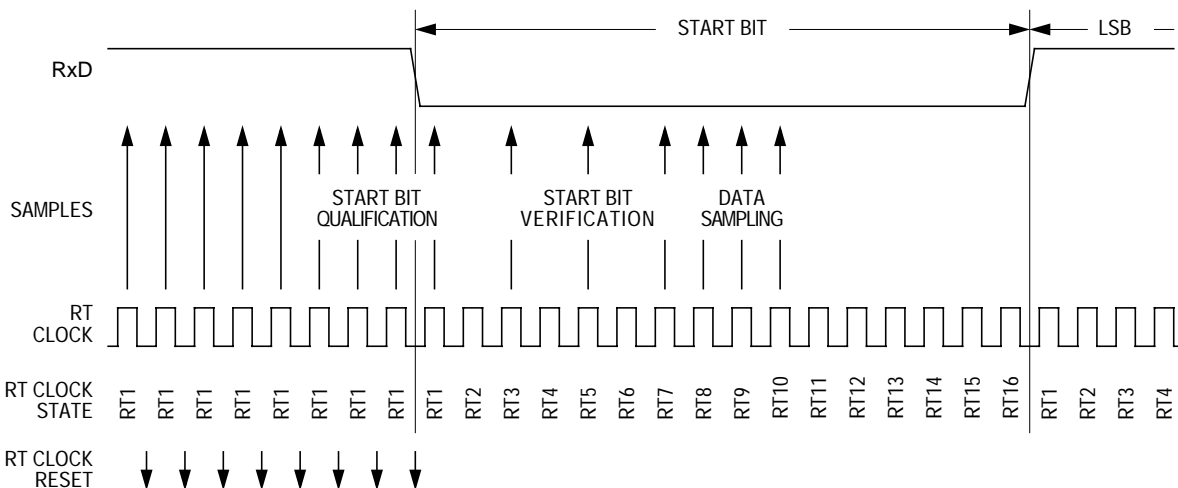 START BIT
LSB
RxD
SAMPLES
START BIT
QUALIFICATION
START BIT
VERIFICATION
DATA
SAMPLING
RT
CLOCK
RT CLOCK
STATE
RT1 RT1 RT1 RT1 RT1 RT1 RT1 RT1 RT1 RT2 RT3 RT4 RT5 RT6 RT7 RT8 RT9 RT10 RT11 RT12 RT13 RT14 RT15 RT16 RT1 RT2 RT3 RT4
RT CLOCK
RESET